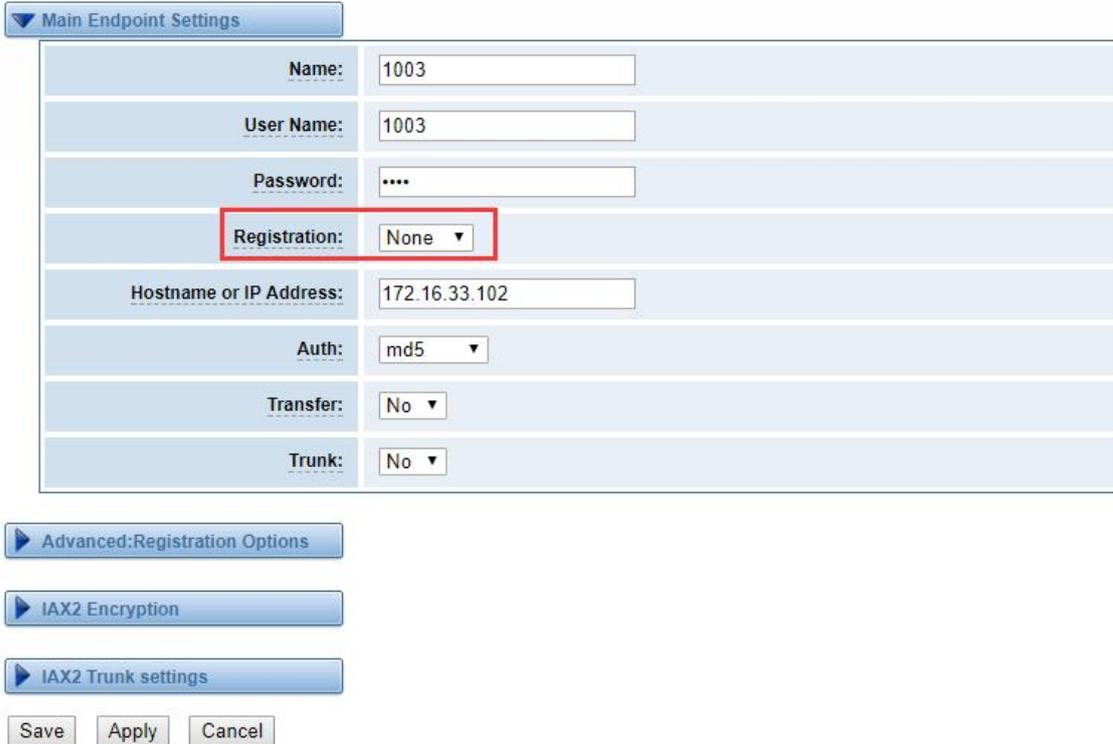 Main Endpoint Settings
Name: 1003
User Name: 1003
Password: ••••
Registration: None
Hostname or IP Address: 172.16.33.102
Auth: md5
Transfer: No
Trunk: No
Advanced:Registration Options
IAX2 Encryption
IAX2 Trunk settings
Save Apply Cancel